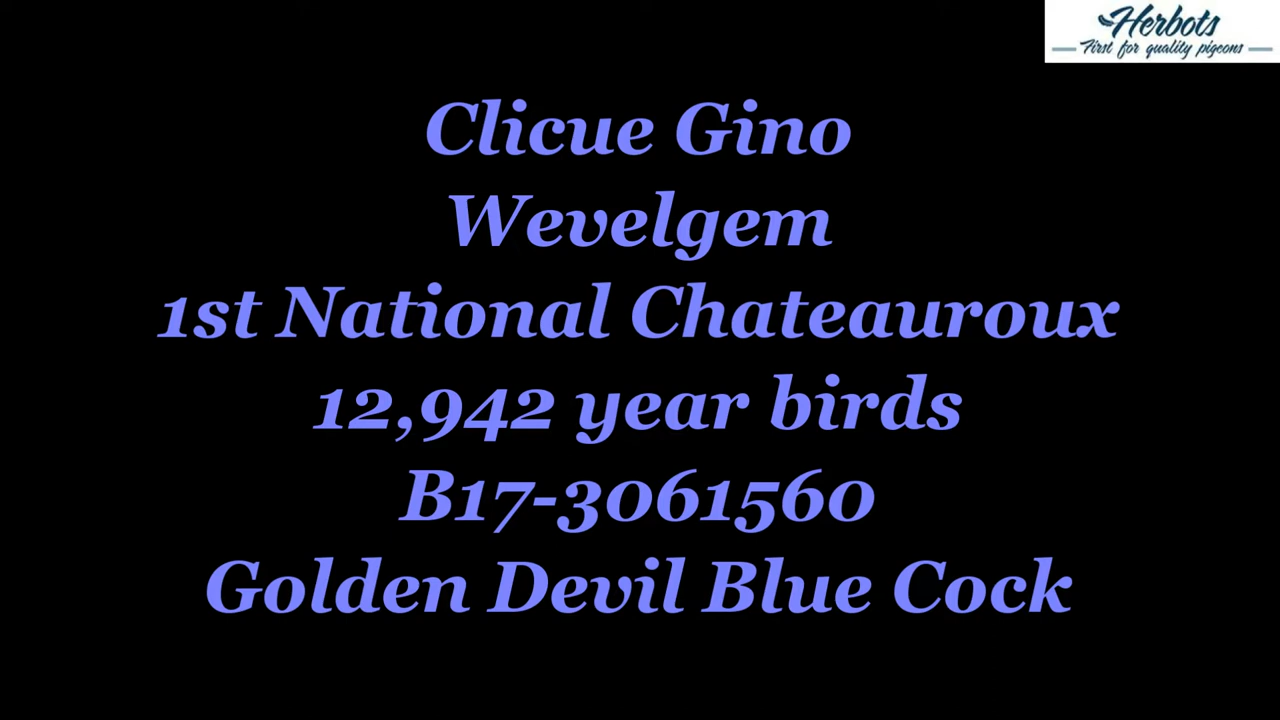 Herbots
First for quality pigeons
Clicue Gino
Wevelgem
1st National Chateauroux
12,942 year birds
B17-3061560
Golden Devil Blue Cock